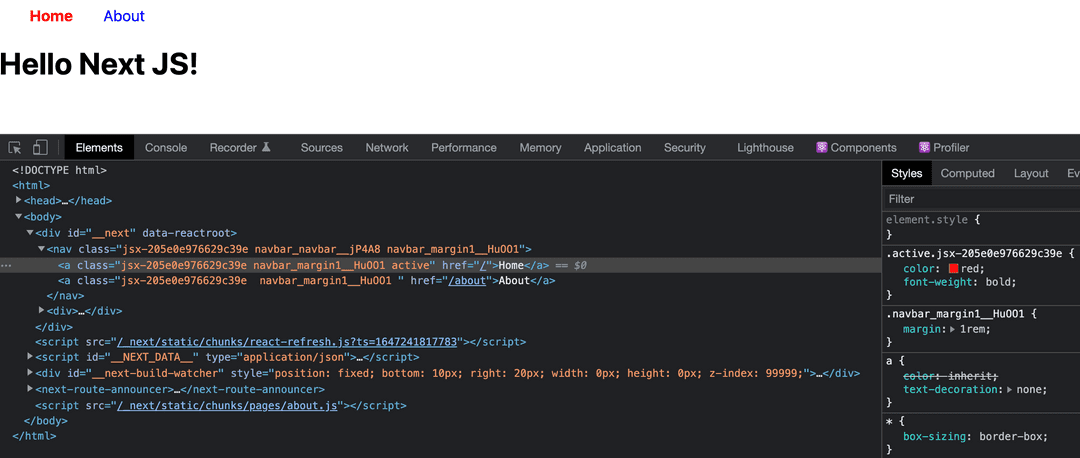 Home About
Hello Next JS!
Elements Console Recorder Sources Network Performance Memory Application Security Lighthouse Components Profiler
<!DOCTYPE html>
<html>
<head>…</head>
<body>
<div id="__next" data-reactroot>
<nav class="jsx-205e0e976629c39e navbar_navbar__jP4A8 navbar_margin1__HuOO1">
<a class="jsx-205e0e976629c39e navbar_margin1__HuOO1 active" href="/">Home</a> == $0
<a class="jsx-205e0e976629c39e  navbar_margin1__HuOO1 " href="/about">About</a>
</nav>
<div>…</div>
</div>
<script src="/_next/static/chunks/react-refresh.js?ts=1647241817783"></script>
<script id="__NEXT_DATA__" type="application/json">…</script>
<div id="__next-build-watcher" style="position: fixed; bottom: 10px; right: 20px; width: 0px; height: 0px; z-index: 99999;">…</div>
<next-route-announcer>…</next-route-announcer>
<script src="/_next/static/chunks/pages/about.js"></script>
</body>
</html>
Styles Computed Layout Ev
Filter
element.style {
}
.active.jsx-205e0e976629c39e {
color: red;
font-weight: bold;
}
.navbar_margin1__HuOO1 {
margin: 1rem;
}
a {
color: inherit;
text-decoration: none;
}
* {
box-sizing: border-box;
}